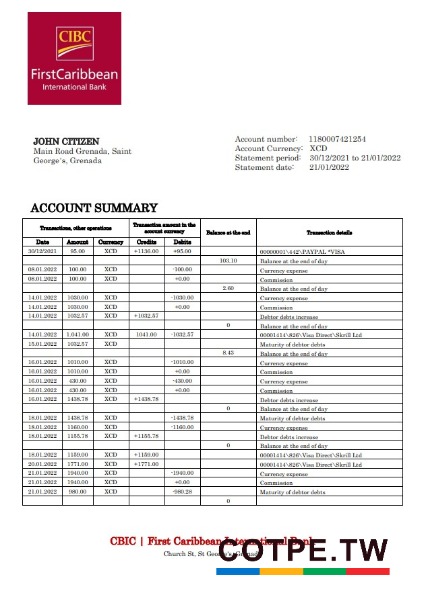 CIBC
FirstCaribbean
International Bank
JOHN CITIZEN
Main Road Grenada, Saint
George's, Grenada
Account number: 1180007421254
Account Currency: XCD
Statement period: 30/12/2021 to 21/01/2022
Statement date: 21/01/2022
ACCOUNT SUMMARY
Transactions, other operations Transaction amount in the account currency Balance at the end Transaction details
Date Amount Currency Credits Debits
30/12/2021 95.00 XCD +1136.00 +95.00 00000001\442\PAYPAL *VISA
103.10 Balance at the end of day
08.01.2022 100.00 XCD -100.00 Currency expense
08.01.2022 100.00 XCD +0.00 Commission
2.68 Balance at the end of day
14.01.2022 1030.00 XCD -1030.00 Currency expense
14.01.2022 1030.00 XCD +0.00 Commission
14.01.2022 1032.57 XCD +1032.57 Debtor debts increase
0 Balance at the end of day
14.01.2022 1,041.00 XCD 1041.00 -1032.57 00001414\826\Visa Direct\Skrill Ltd
15.01.2022 1032.57 XCD Maturity of debtor debts
8.43 Balance at the end of day
16.01.2022 1010.00 XCD -1010.00 Currency expense
16.01.2022 1010.00 XCD +0.00 Commission
16.01.2022 430.00 XCD -430.00 Currency expense
16.01.2022 430.00 XCD +0.00 Commission
16.01.2022 1438.78 XCD +1438.78 Debtor debts increase
0 Balance at the end of day
18.01.2022 1438.78 XCD -1438.78 Maturity of debtor debts
18.01.2022 1160.00 XCD -1160.00 Currency expense
18.01.2022 1155.78 XCD +1155.78 Debtor debts increase
0 Balance at the end of day
18.01.2022 1159.00 XCD +1159.00 00001414\826\Visa Direct\Skrill Ltd
20.01.2022 1771.00 XCD +1771.00 00001414\826\Visa Direct\Skrill Ltd
21.01.2022 1940.00 XCD -1940.00 Currency expense
21.01.2022 1940.00 XCD +0.00 Commission
21.01.2022 980.00 XCD -980.28 Maturity of debtor debts
0
CBIC | First Caribbean International Bank
Church St, St George's, Grenada
GOTPE.TW